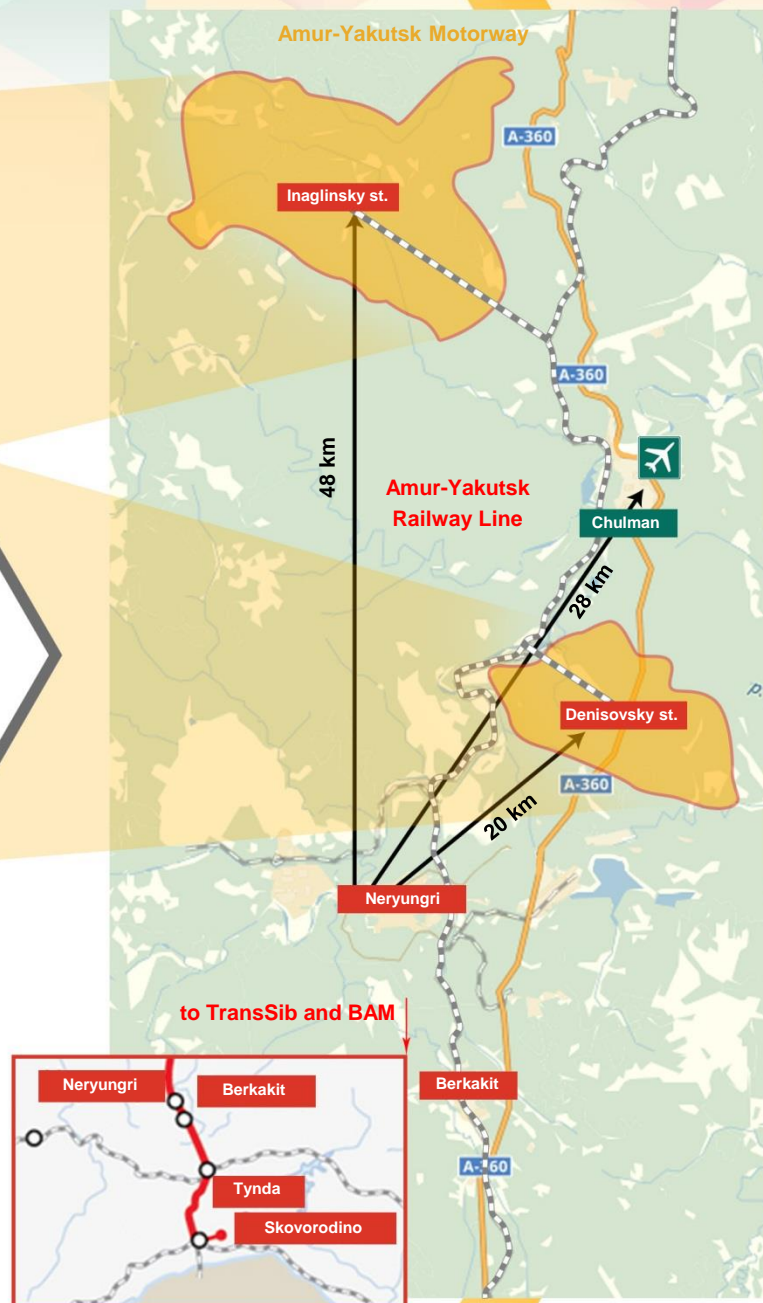 Amur-Yakutsk Motorway
A-360
Inaglinsky st.
A-360
48 km
Amur-Yakutsk
Railway Line
Chulman
28 km
p.
Denisovsky st.
A-360
20 km
Neryungri
to TransSib and BAM
Neryungri
Berkakit
Berkakit
A-360
Tynda
Skovorodino